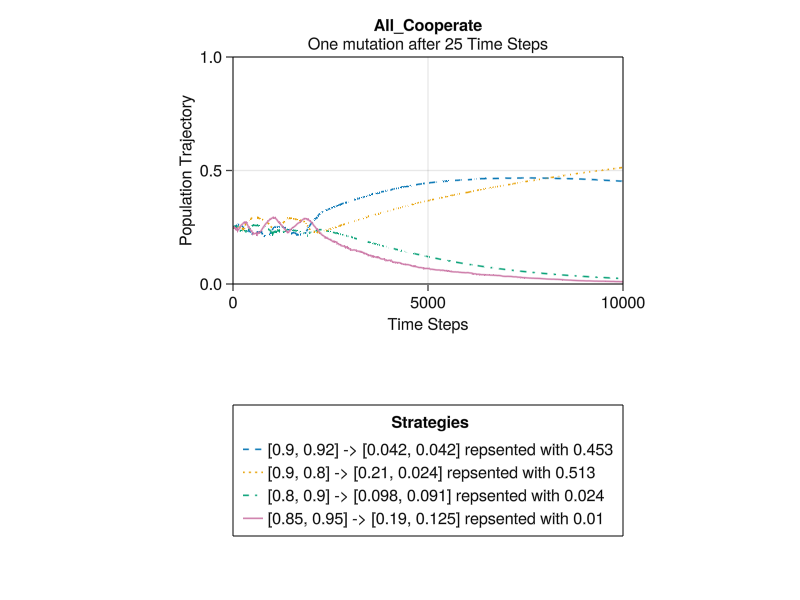 All_Cooperate
One mutation after 25 Time Steps
Population Trajectory
1.0
0.5
0.0
0
5000
10000
Time Steps
Strategies
[0.9, 0.92] -> [0.042, 0.042] repsented with 0.453
[0.9, 0.8] -> [0.21, 0.024] repsented with 0.513
[0.8, 0.9] -> [0.098, 0.091] repsented with 0.024
[0.85, 0.95] -> [0.19, 0.125] repsented with 0.01